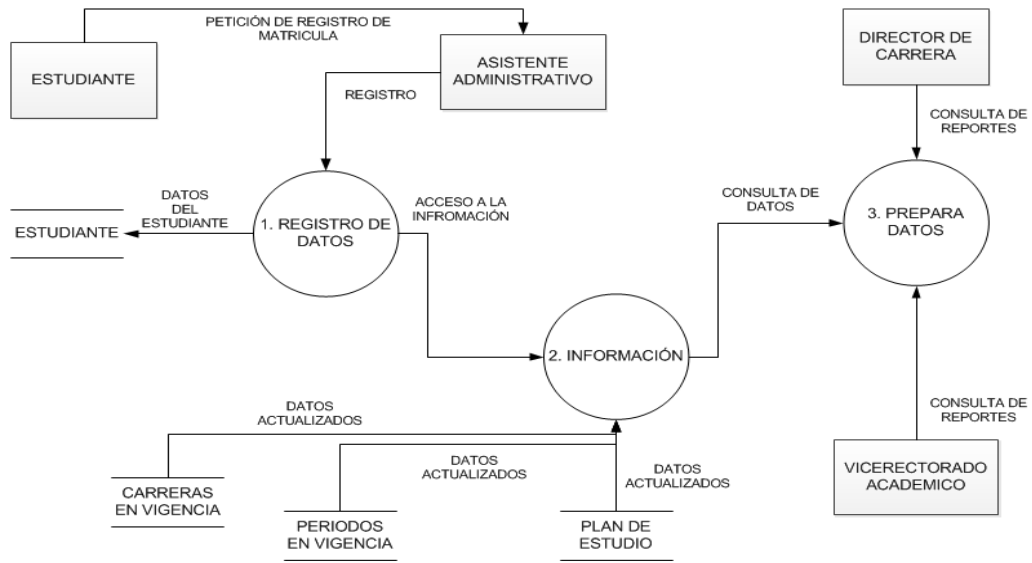 PETICIÓN DE REGISTRO DE
MATRICULA
ESTUDIANTE
ASISTENTE
ADMINISTRATIVO
DIRECTOR DE
CARRERA
REGISTRO
CONSULTA DE
REPORTES
DATOS
DEL
ESTUDIANTE
ACCESO A LA
INFROMACIÓN
CONSULTA DE
DATOS
ESTUDIANTE
1. REGISTRO DE
DATOS
3. PREPARA
DATOS
2. INFORMACIÓN
DATOS
ACTUALIZADOS
DATOS
ACTUALIZADOS
DATOS
ACTUALIZADOS
CONSULTA DE
REPORTES
CARRERAS
EN VIGENCIA
PERIODOS
EN VIGENCIA
PLAN DE
ESTUDIO
VICERECTORADO
ACADEMICO